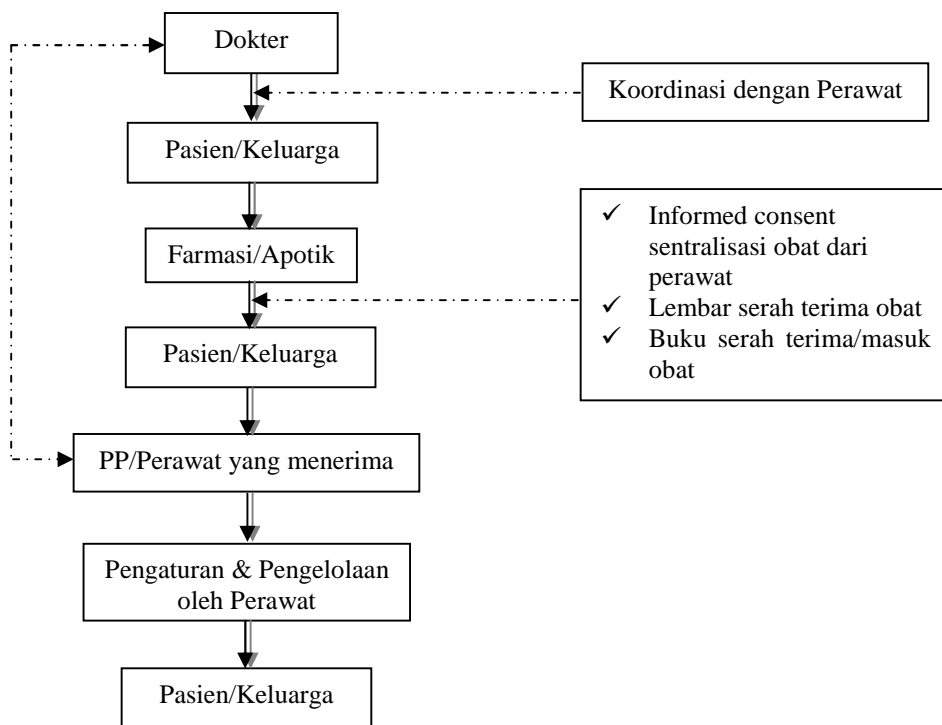 Dokter
Koordinasi dengan Perawat
Pasien/Keluarga
Farmasi/Apotik
✓ Informed consent
sentralisasi obat dari
perawat
✓ Lembar serah terima obat
✓ Buku serah terima/masuk
obat
Pasien/Keluarga
PP/Perawat yang menerima
Pengaturan & Pengelolaan
oleh Perawat
Pasien/Keluarga